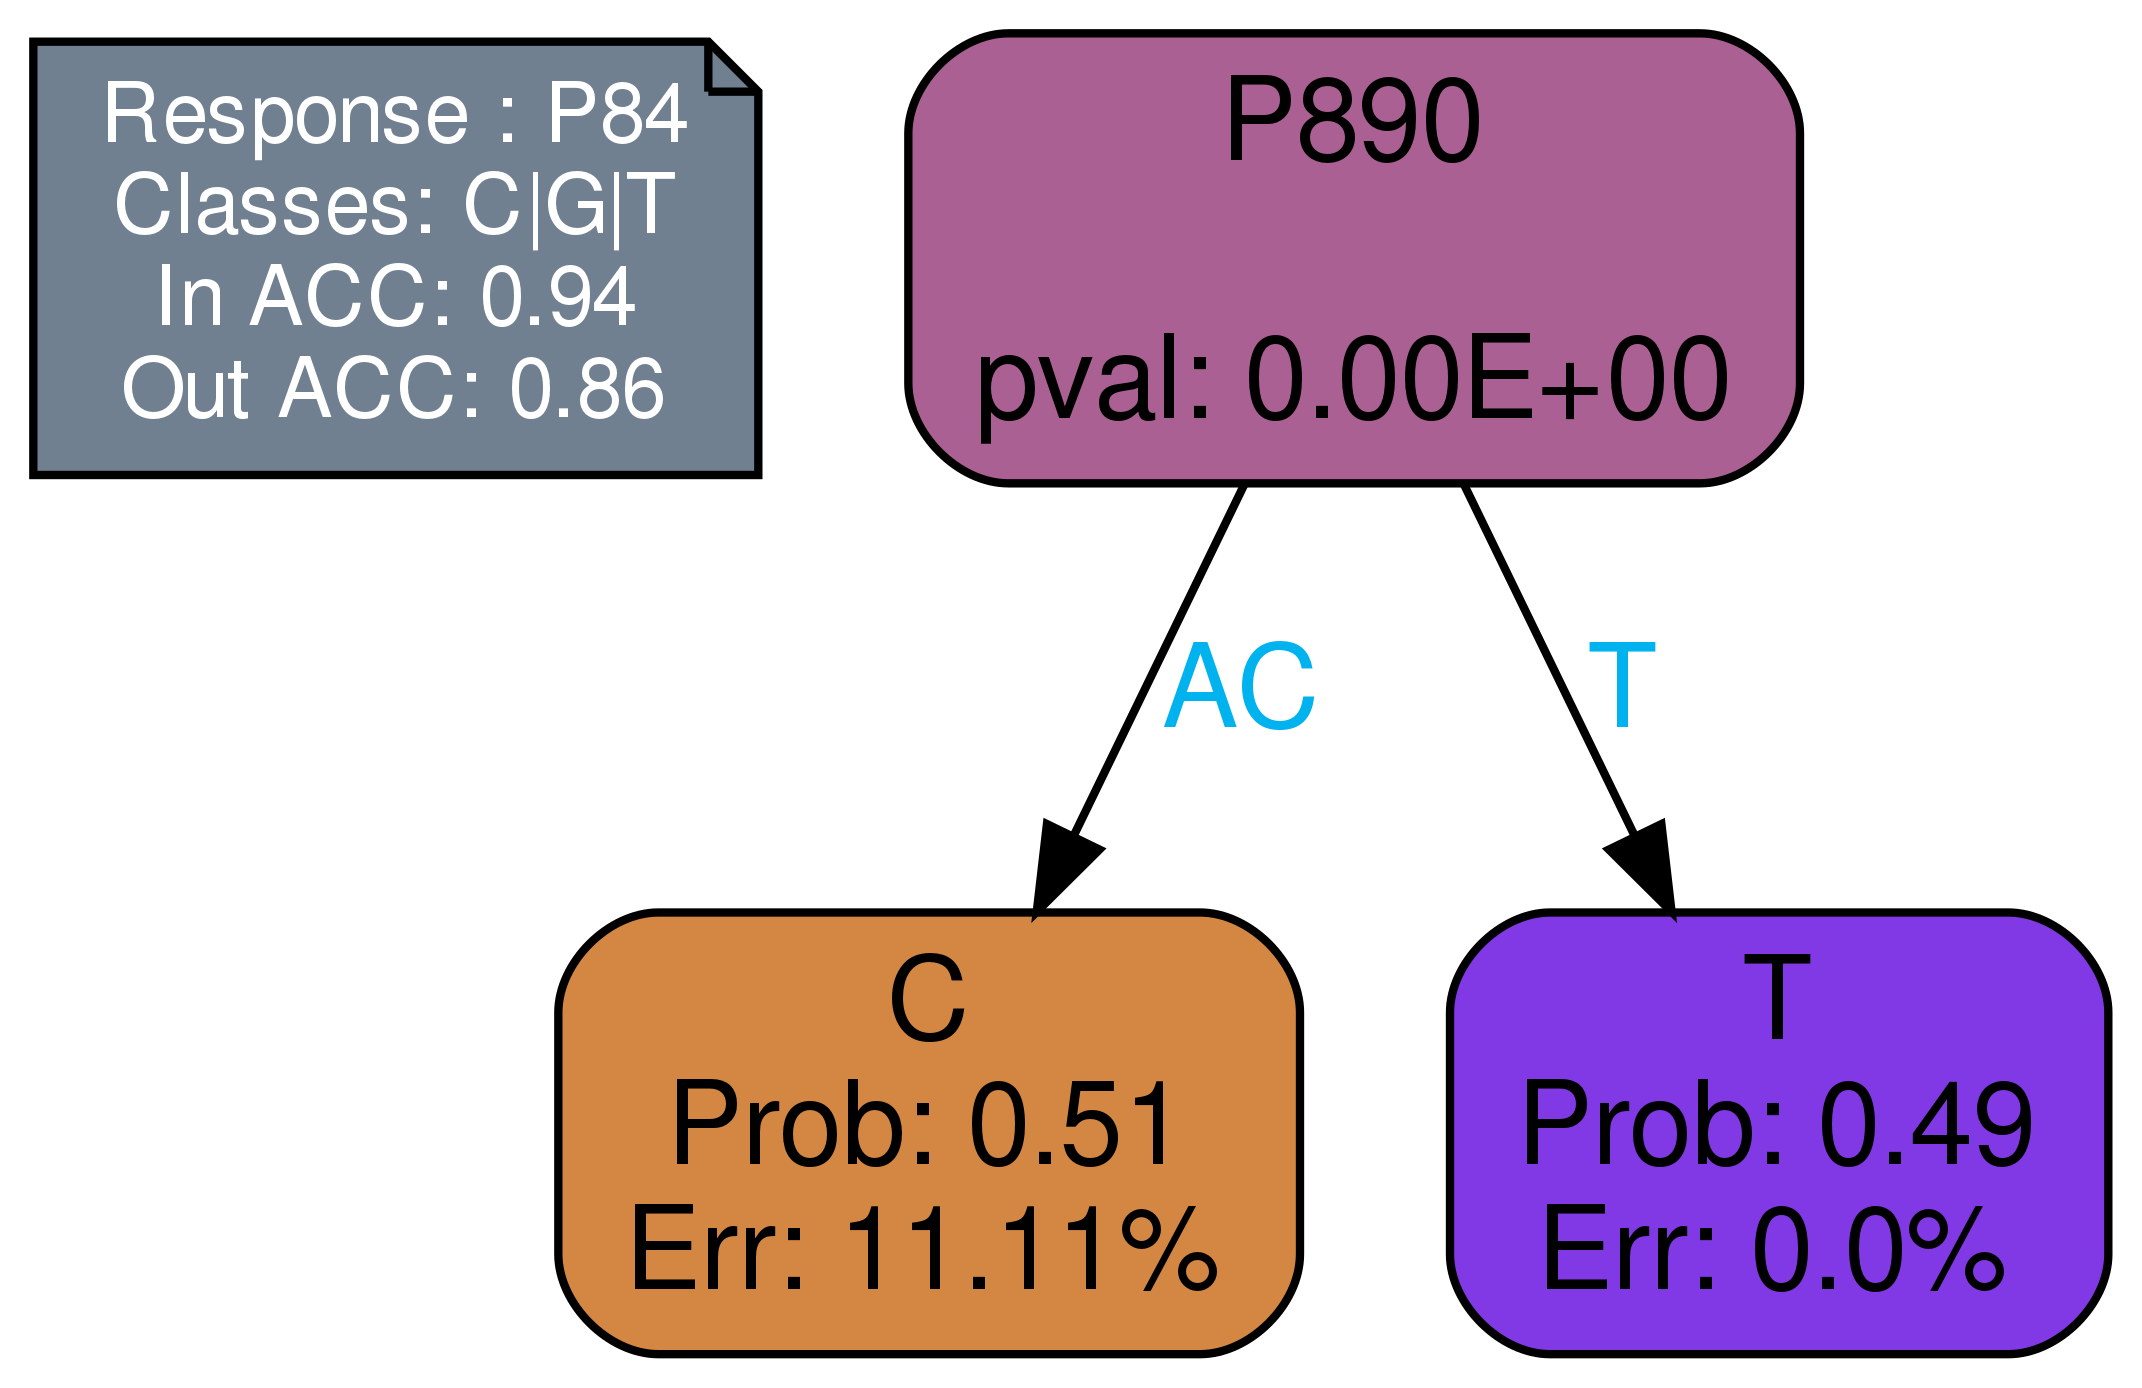 Response : P84
Classes: C|G|T
In ACC: 0.94
Out ACC: 0.86
P890
pval: 0.00E+00
AC
T
C
Prob: 0.51
Err: 11.11%
T
Prob: 0.49
Err: 0.0%